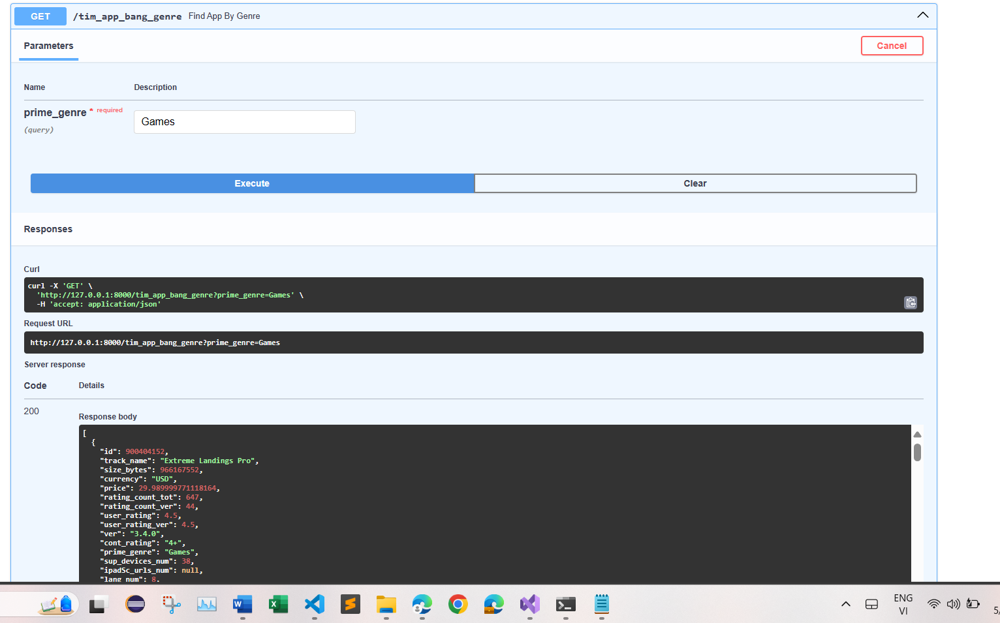 GET /tim_app_bang_genre Find App By Genre
Parameters
Cancel
Name Description
prime_genre * required
(query)
Games
Execute
Clear
Responses
Curl
curl -X 'GET' \
'http://127.0.0.1:8000/tim_app_bang_genre?prime_genre=Games' \
-H 'accept: application/json'
Request URL
http://127.0.0.1:8000/tim_app_bang_genre?prime_genre=Games
Server response
Code Details
200
Response body
[
{
"id": 900404152,
"track_name": "Extreme Landings Pro",
"size_bytes": 966167552,
"currency": "USD",
"price": 29.989999771118164,
"rating_count_tot": 647,
"rating_count_ver": 44,
"user_rating": 4.5,
"user_rating_ver": 4.5,
"ver": "3.4.0",
"cont_rating": "4+",
"prime_genre": "Games",
"sup_devices_num": 38,
"ipadSc_urls_num": null,
"lang_num": 8,
ENG
VI
5/